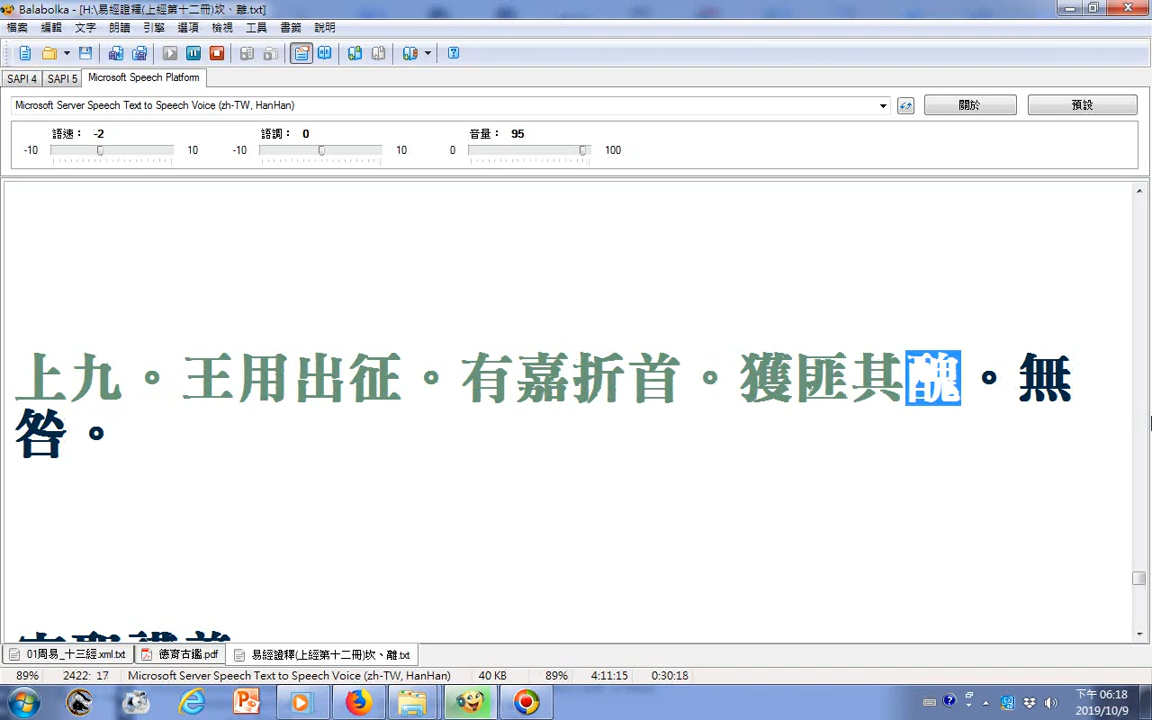 Balabolka - [H:\易經證釋(上經第十二冊)坎、離.txt]
檔案 編輯 文字 朗讀 引擎 選項 檢視 工具 書籤 說明
SAPI 4 SAPI 5 Microsoft Speech Platform
Microsoft Server Speech Text to Speech Voice (zh-TW, HanHan) 關於 預設
語速： -2 語調： 0 音量： 95
-10 10 -10 10 0 100
上九。王用出征。有嘉折首。獲匪其醜。無
咎。
01周易_十三經.xml.txt 德育古鑑.pdf 易經證釋(上經第十二冊)坎、離.txt
89% 2422: 17 Microsoft Server Speech Text to Speech Voice (zh-TW, HanHan) 40 KB 89% 4:11:15 0:30:18
下午 06:18
2019/10/9